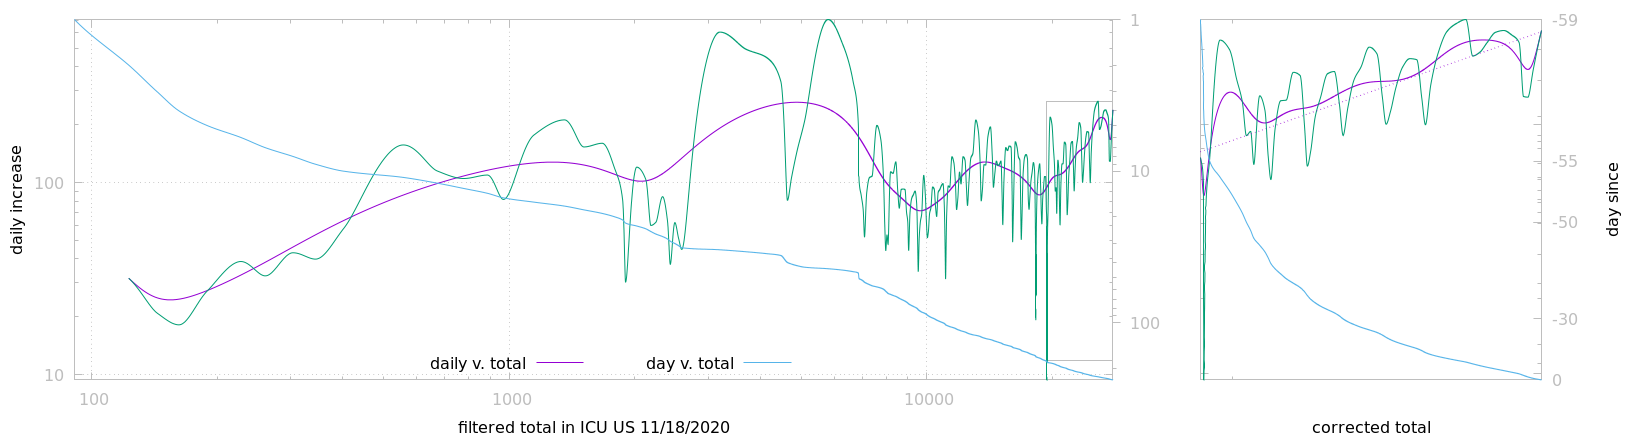 1
-59
daily increase
100
10
-55
-50
day since
100
-30
daily v. total
day v. total
10
0
100
1000
10000
filtered total in ICU US 11/18/2020
corrected total